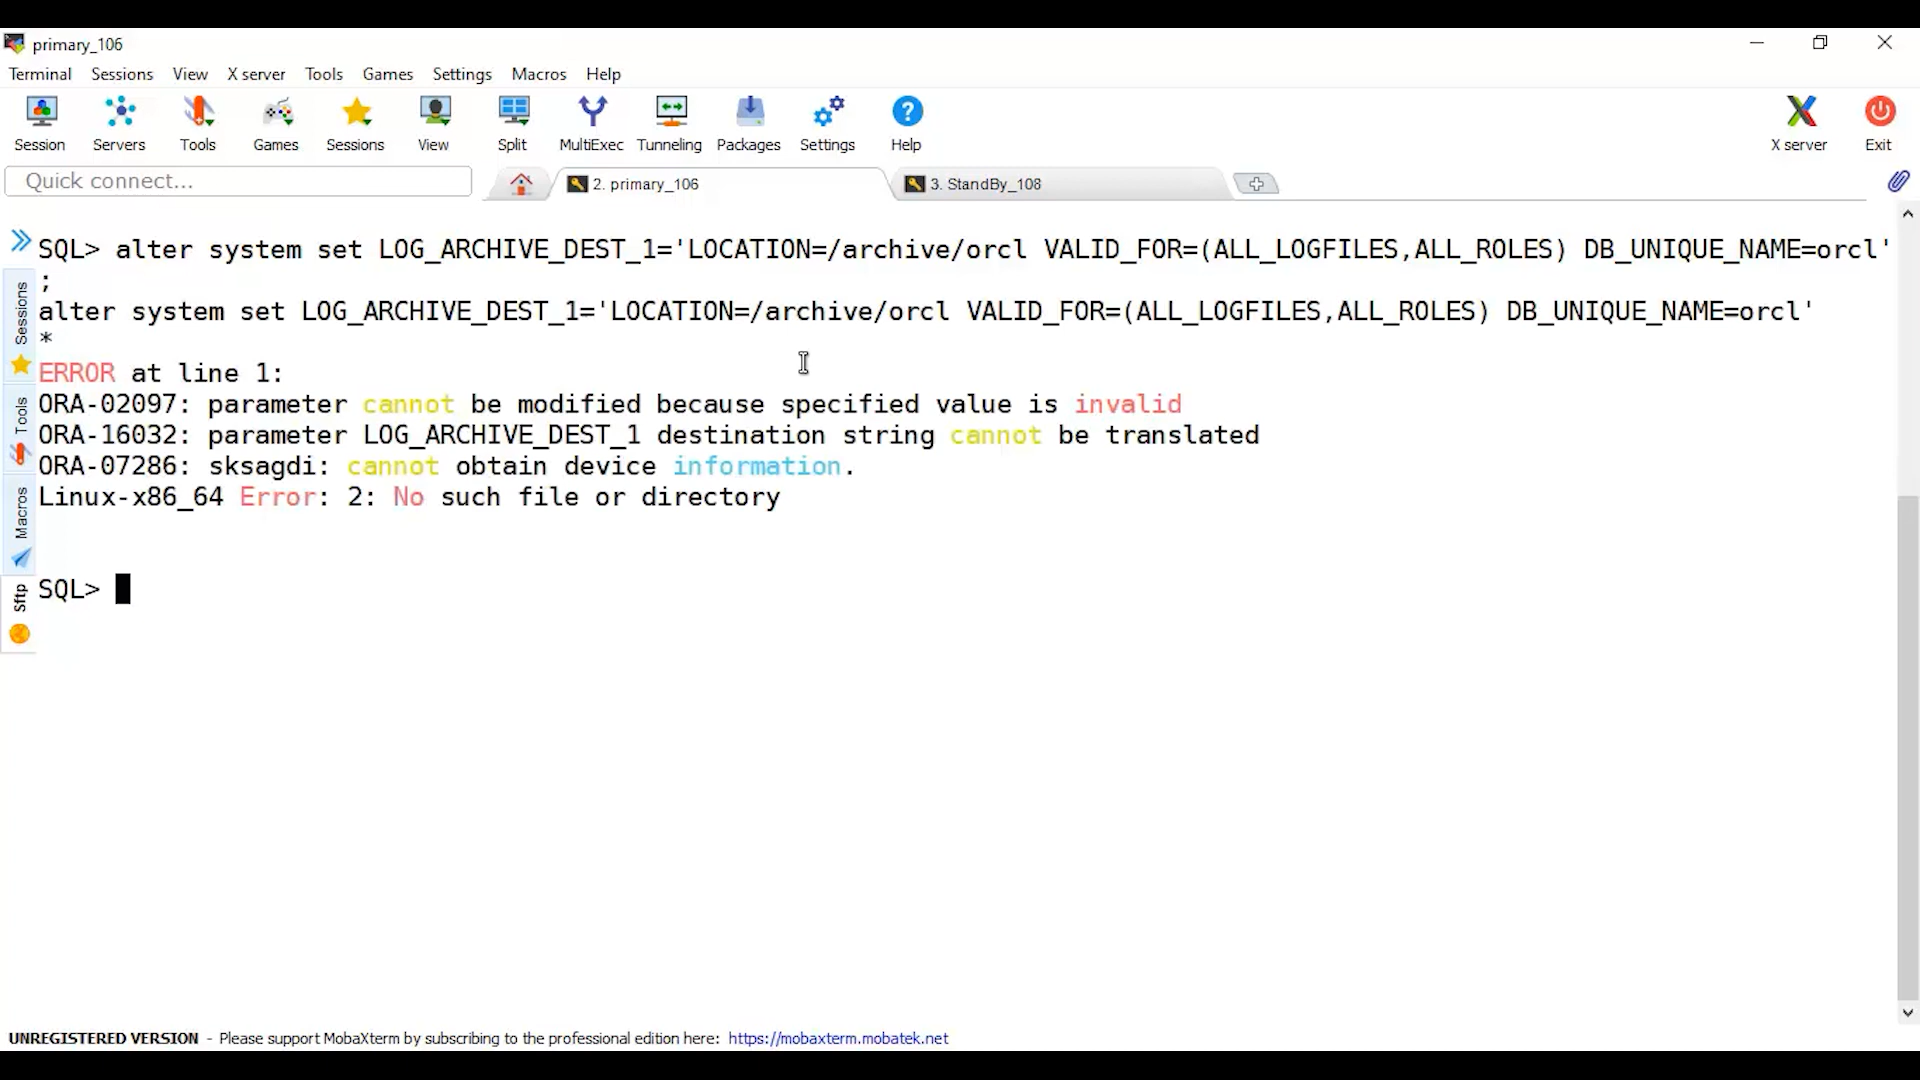 primary_106
Terminal Sessions View X server Tools Games Settings Macros Help
Session Servers Tools Games Sessions View Split MultiExec Tunneling Packages Settings Help X server Exit
Quick connect... 2. primary_106 3. StandBy_108
SQL> alter system set LOG_ARCHIVE_DEST_1='LOCATION=/archive/orcl VALID_FOR=(ALL_LOGFILES,ALL_ROLES) DB_UNIQUE_NAME=orcl'
;
alter system set LOG_ARCHIVE_DEST_1='LOCATION=/archive/orcl VALID_FOR=(ALL_LOGFILES,ALL_ROLES) DB_UNIQUE_NAME=orcl'
*
ERROR at line 1:
ORA-02097: parameter cannot be modified because specified value is invalid
ORA-16032: parameter LOG_ARCHIVE_DEST_1 destination string cannot be translated
ORA-07286: sksagdi: cannot obtain device information.
Linux-x86_64 Error: 2: No such file or directory
SQL>
Sessions
Tools
Macros
Sftp
UNREGISTERED VERSION - Please support MobaXterm by subscribing to the professional edition here: https://mobaxterm.mobatek.net